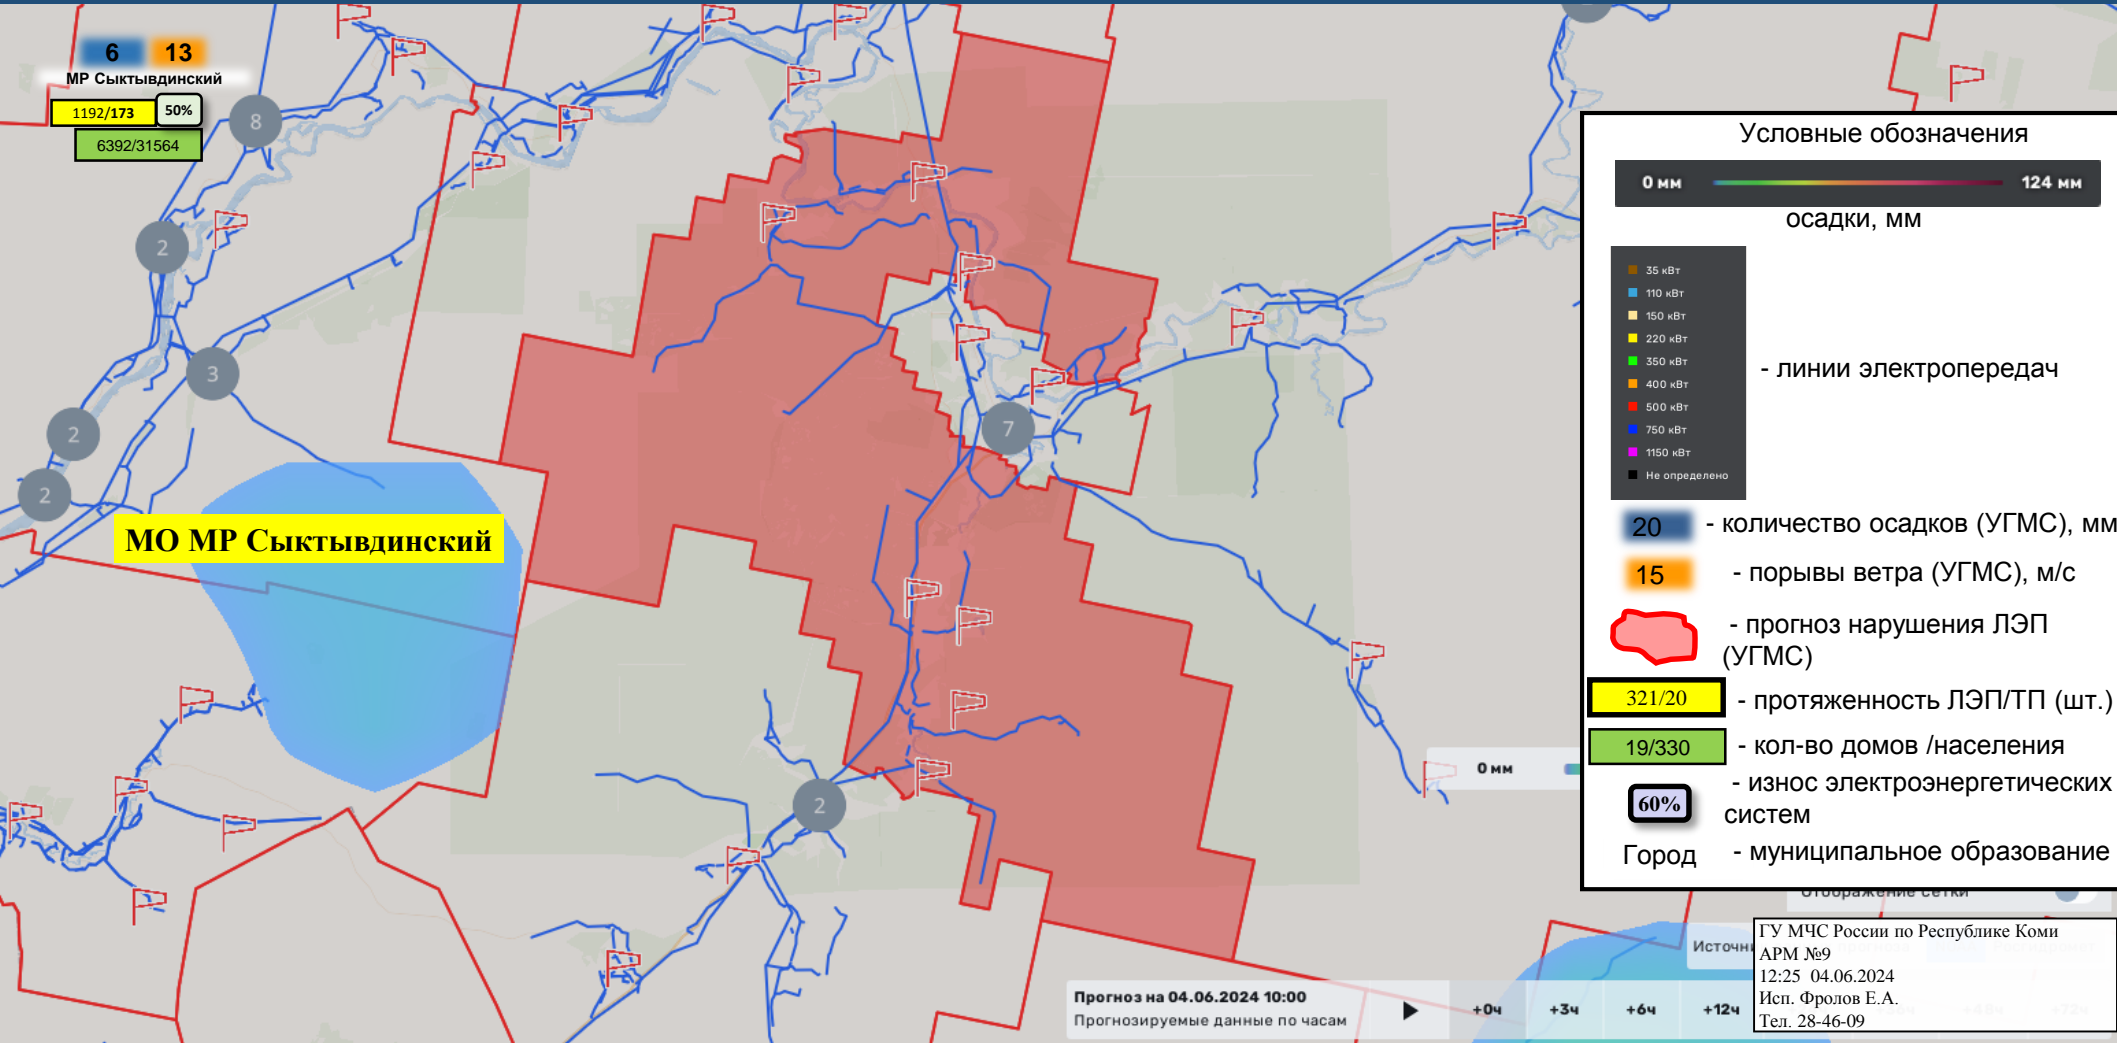 6 13
МР Сыктывдинский
1192/173 50%
6392/31564
8
2
3
2
2
7
2
МО МР Сыктывдинский
Условные обозначения
0 мм 124 мм
осадки, мм
35 кВт
110 кВт
150 кВт
220 кВт
350 кВт
400 кВт
500 кВт
750 кВт
1150 кВт
Не определено
- линии электропередач
20 - количество осадков (УГМС), мм
15 - порывы ветра (УГМС), м/с
- прогноз нарушения ЛЭП
(УГМС)
321/20 - протяженность ЛЭП/ТП (шт.)
19/330 - кол-во домов /населения
60% - износ электроэнергетических
систем
Город - муниципальное образование
0 мм
Отображение сетки
Источни
ГУ МЧС России по Республике Коми
АРМ №9
12:25 04.06.2024
Исп. Фролов Е.А.
Тел. 28-46-09
Прогноз на 04.06.2024 10:00
Прогнозируемые данные по часам
+0ч +3ч +6ч +12ч